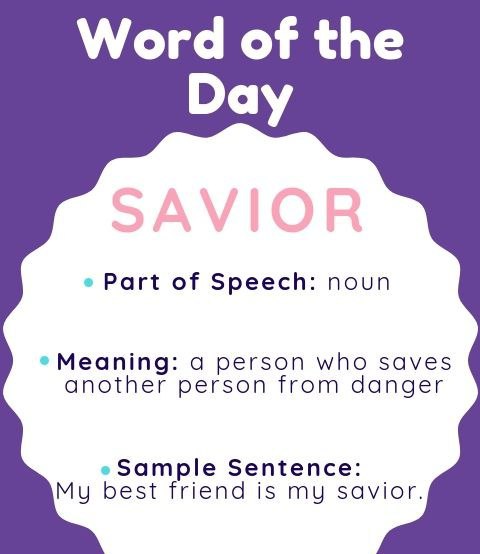 Word of the
Day
SAVIOR
Part of Speech: noun
Meaning: a person who saves
another person from danger
Sample Sentence:
My best friend is my savior.